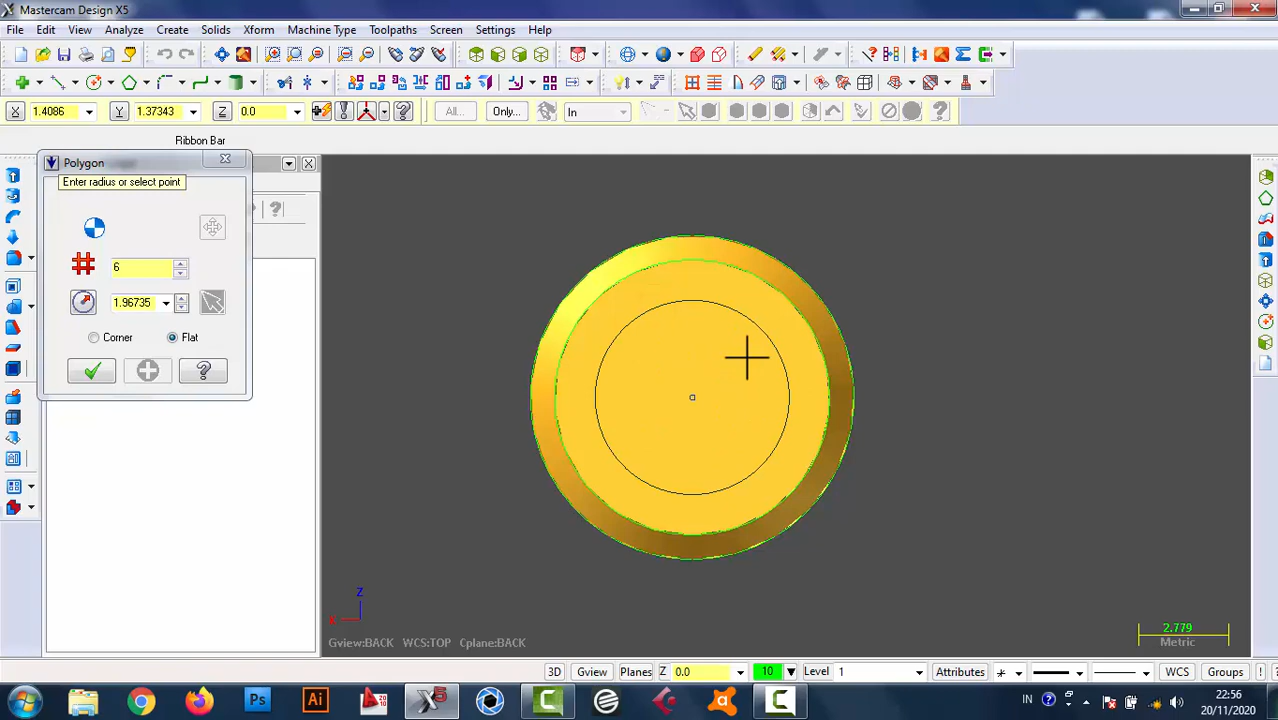 Mastercam Design X5
File Edit View Analyze Create Solids Xform Machine Type Toolpaths Screen Settings Help
X 1.4086 Y 1.37343 Z 0.0 All... Only... In
Ribbon Bar
Polygon
Enter radius or select point
6
1.96735
Corner Flat
Z
X
Gview:BACK WCS:TOP Cplane:BACK
2.779
Metric
3D Gview Planes Z 0.0 10 Level 1 Attributes WCS Groups
IN
22:56
20/11/2020